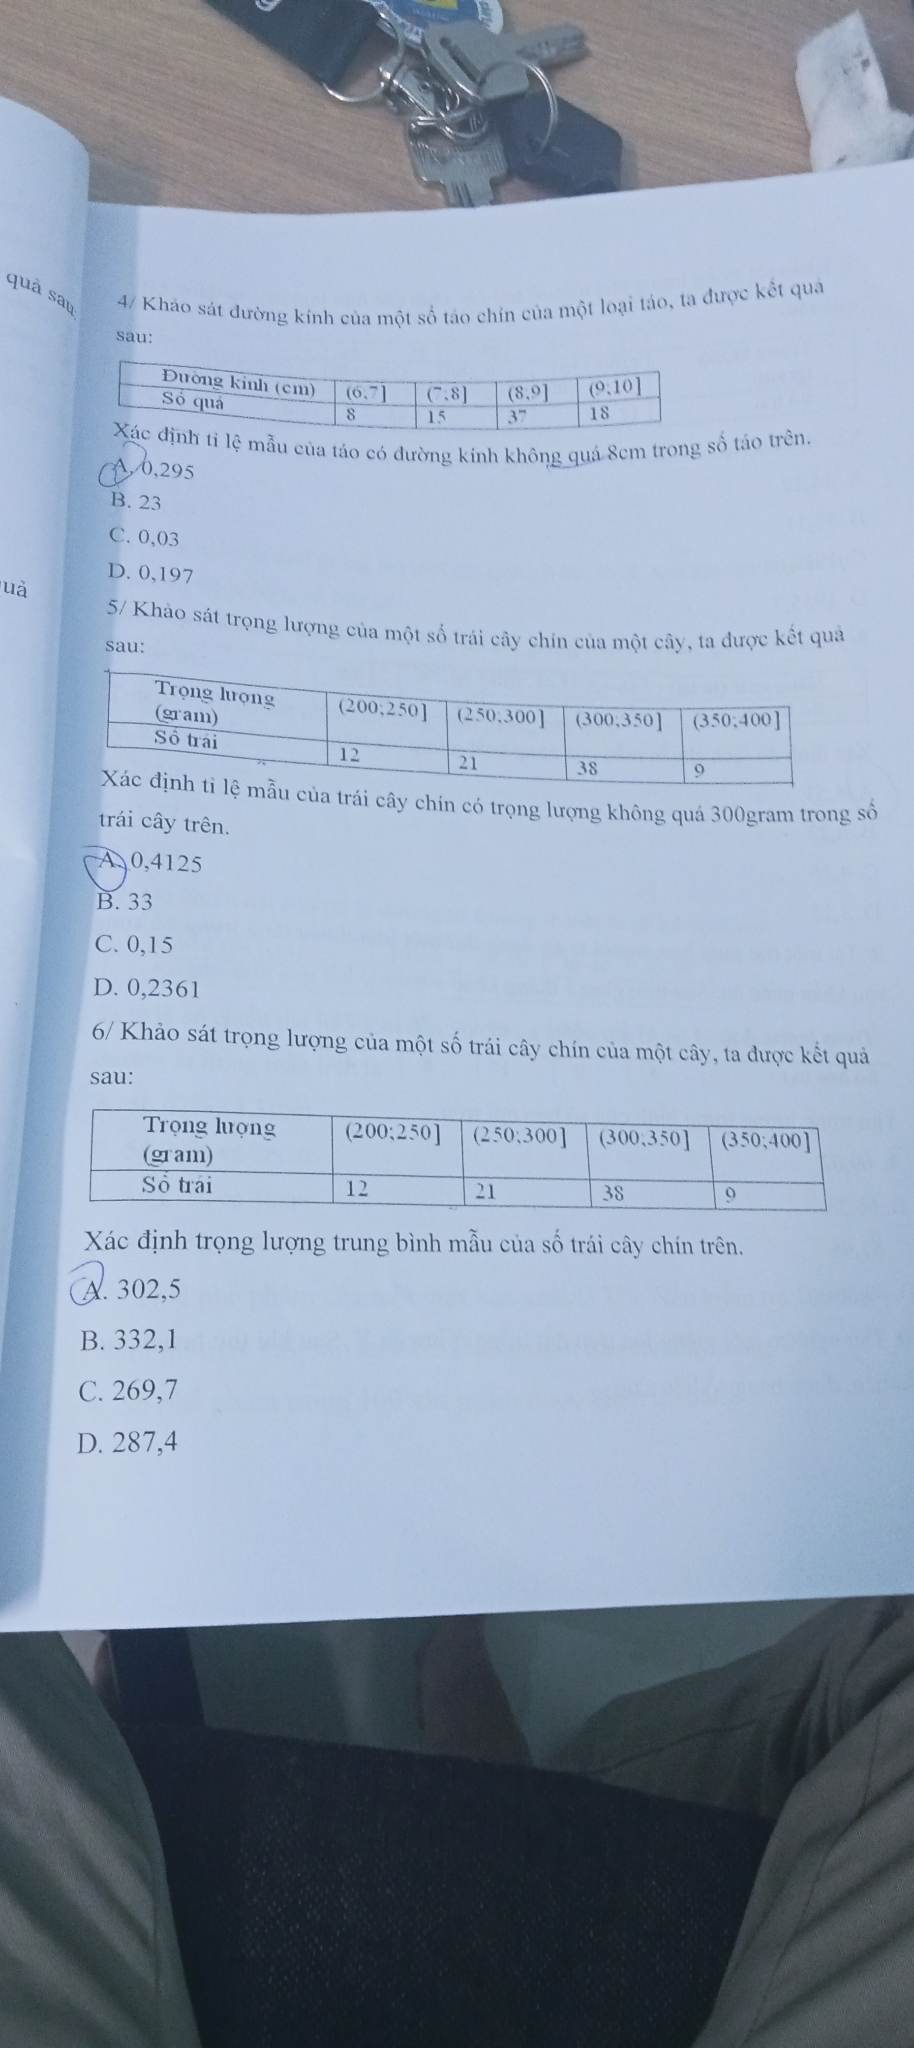 quả sau
4/ Khảo sát đường kính của một số táo chín của một loại táo, ta được kết quả
sau:
Đường kính (cm) (6;7] (7;8] (8;9] (9;10]
Số quả 8 15 37 18
Xác định tỉ lệ mẫu của táo có đường kính không quá 8cm trong số táo trên.
A. 0,295
B. 23
C. 0,03
D. 0,197
uả
5/ Khảo sát trọng lượng của một số trái cây chín của một cây, ta được kết quả
sau:
Trọng lượng (200;250] (250;300] (300;350] (350;400]
(gram)
Số trái 12 21 38 9
Xác định tỉ lệ mẫu của trái cây chín có trọng lượng không quá 300gram trong số
trái cây trên.
A. 0,4125
B. 33
C. 0,15
D. 0,2361
6/ Khảo sát trọng lượng của một số trái cây chín của một cây, ta được kết quả
sau:
Trọng lượng (200;250] (250;300] (300;350] (350;400]
(gram)
Số trái 12 21 38 9
Xác định trọng lượng trung bình mẫu của số trái cây chín trên.
A. 302,5
B. 332,1
C. 269,7
D. 287,4